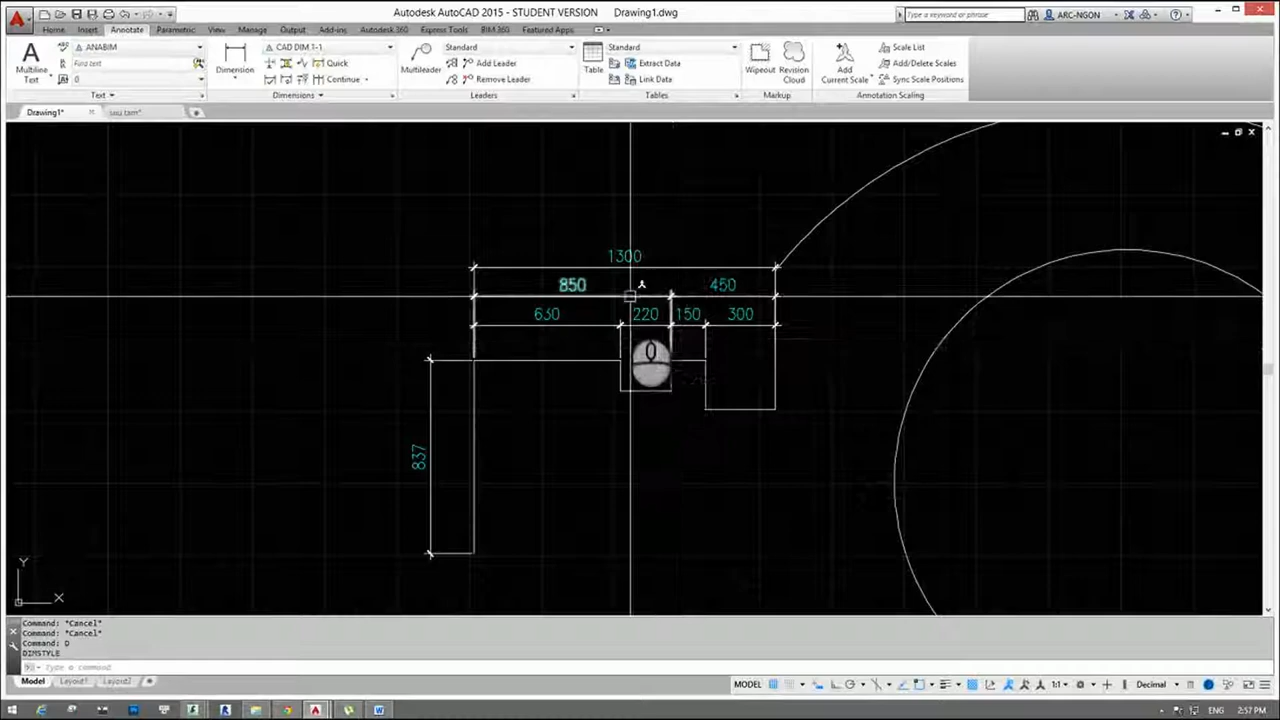 Autodesk AutoCAD 2015 - STUDENT VERSION Drawing1.dwg
Type a keyword or phrase
ARC-NGON
Home Insert Annotate Parametric View Manage Output Add-ins Autodesk 360 Express Tools BIM 360 Featured Apps
A ANABIM CAD DIM 1-1 Standard Standard Scale List
Multiline Text Find text Dimension Quick Multileader Add Leader Table Extract Data Wipeout Revision Cloud Add Current Scale Add/Delete Scales
0 Continue Remove Leader Link Data Sync Scale Positions
Text Dimensions Leaders Tables Markup Annotation Scaling
Drawing1*
1300
850 450
630 220 150 300
0
837
Y
X
Command: *Cancel*
Command: *Cancel*
Command: D
DIMSTYLE
Type a command
Model Layout1 Layout2 MODEL 1:1 Decimal
ENG 2:57 PM